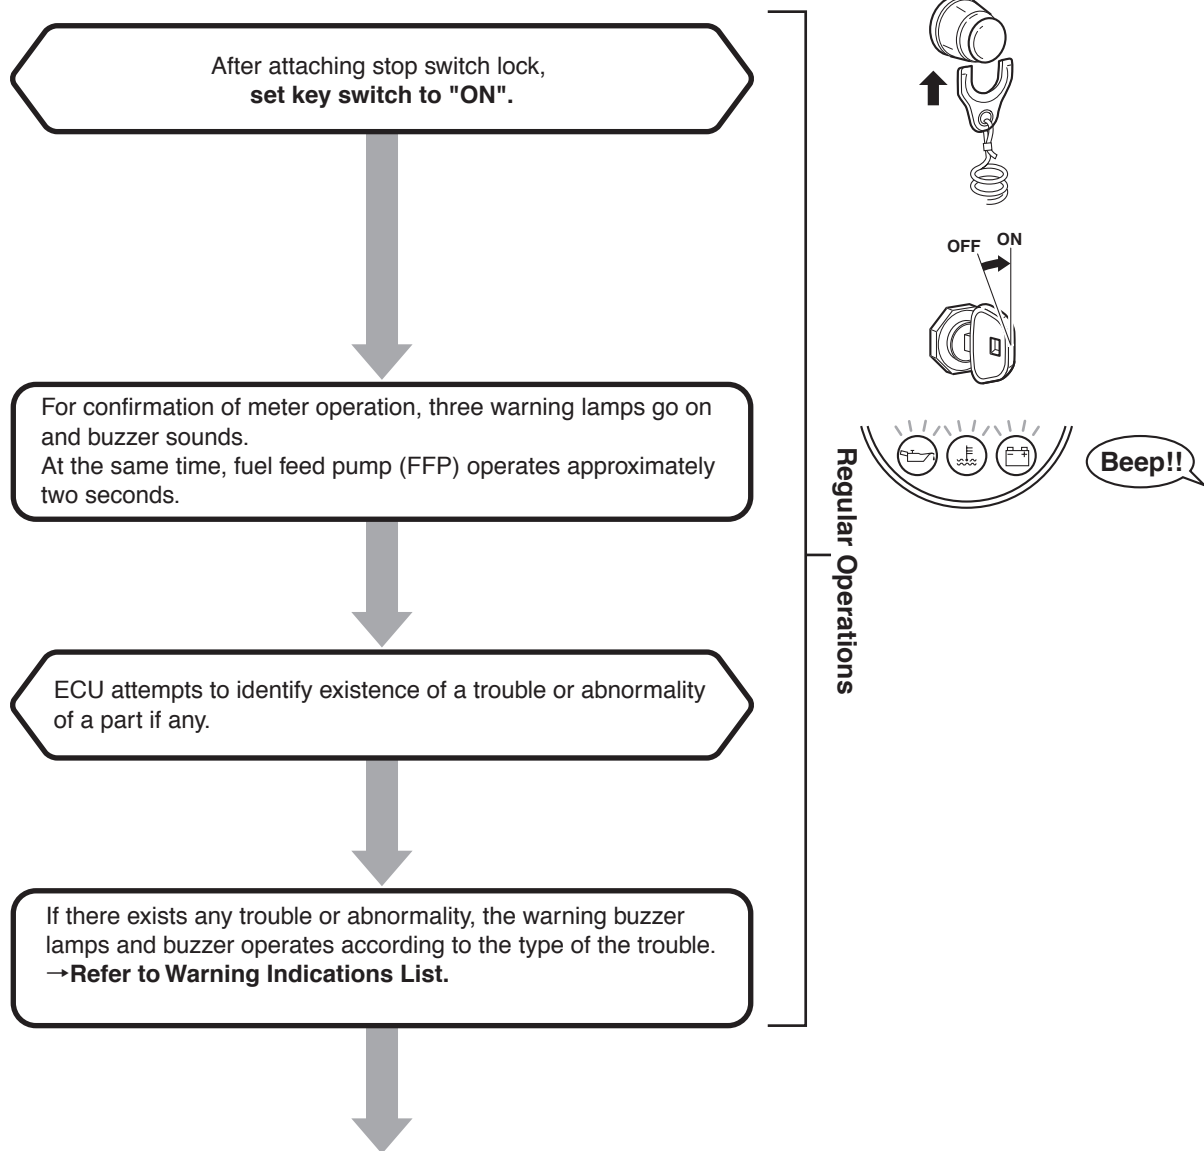 After attaching stop switch lock,
set key switch to "ON".
OFF
ON
For confirmation of meter operation, three warning lamps go on
and buzzer sounds.
At the same time, fuel feed pump (FFP) operates approximately
two seconds.
Beep!!
Regular Operations
ECU attempts to identify existence of a trouble or abnormality
of a part if any.
If there exists any trouble or abnormality, the warning buzzer
lamps and buzzer operates according to the type of the trouble.
→Refer to Warning Indications List.